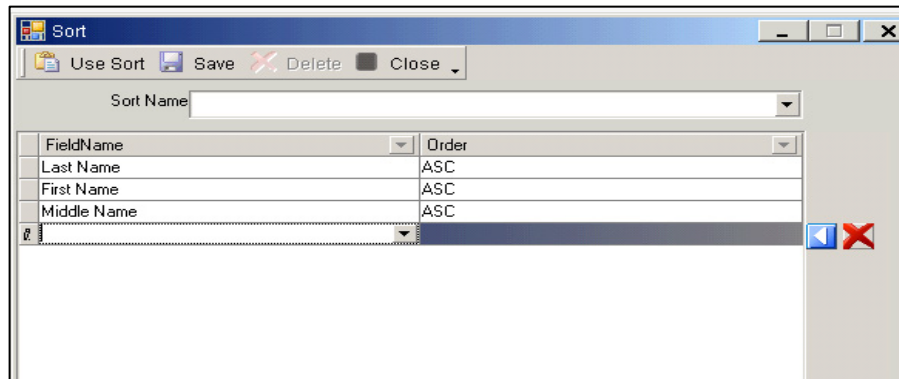 Sort
Use Sort Save Delete Close
Sort Name
FieldName Order
Last Name ASC
First Name ASC
Middle Name ASC